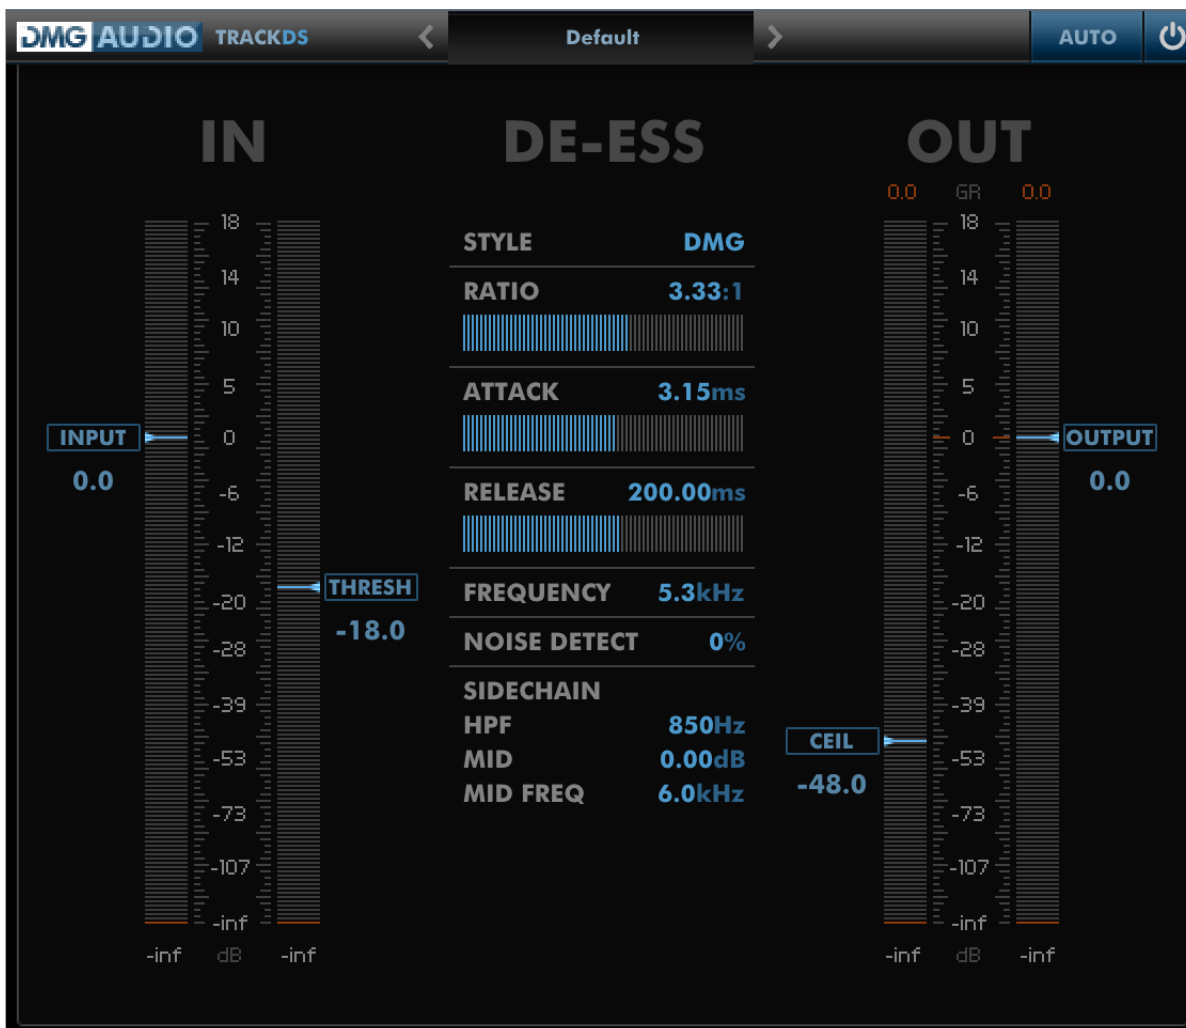 DMG AUDIO TRACKDS < Default > AUTO
IN DE-ESS OUT
0.0 GR 0.0
18
14
10
5
0
-6
-12
-20
-28
-39
-53
-73
-107
-inf
-inf dB -inf
INPUT
0.0
THRESH
-18.0
STYLE DMG
RATIO 3.33:1
ATTACK 3.15ms
RELEASE 200.00ms
FREQUENCY 5.3kHz
NOISE DETECT 0%
SIDECHAIN
HPF 850Hz
MID 0.00dB
MID FREQ 6.0kHz
CEIL
-48.0
18
14
10
5
0
-6
-12
-20
-28
-39
-53
-73
-107
-inf
-inf dB -inf
OUTPUT
0.0